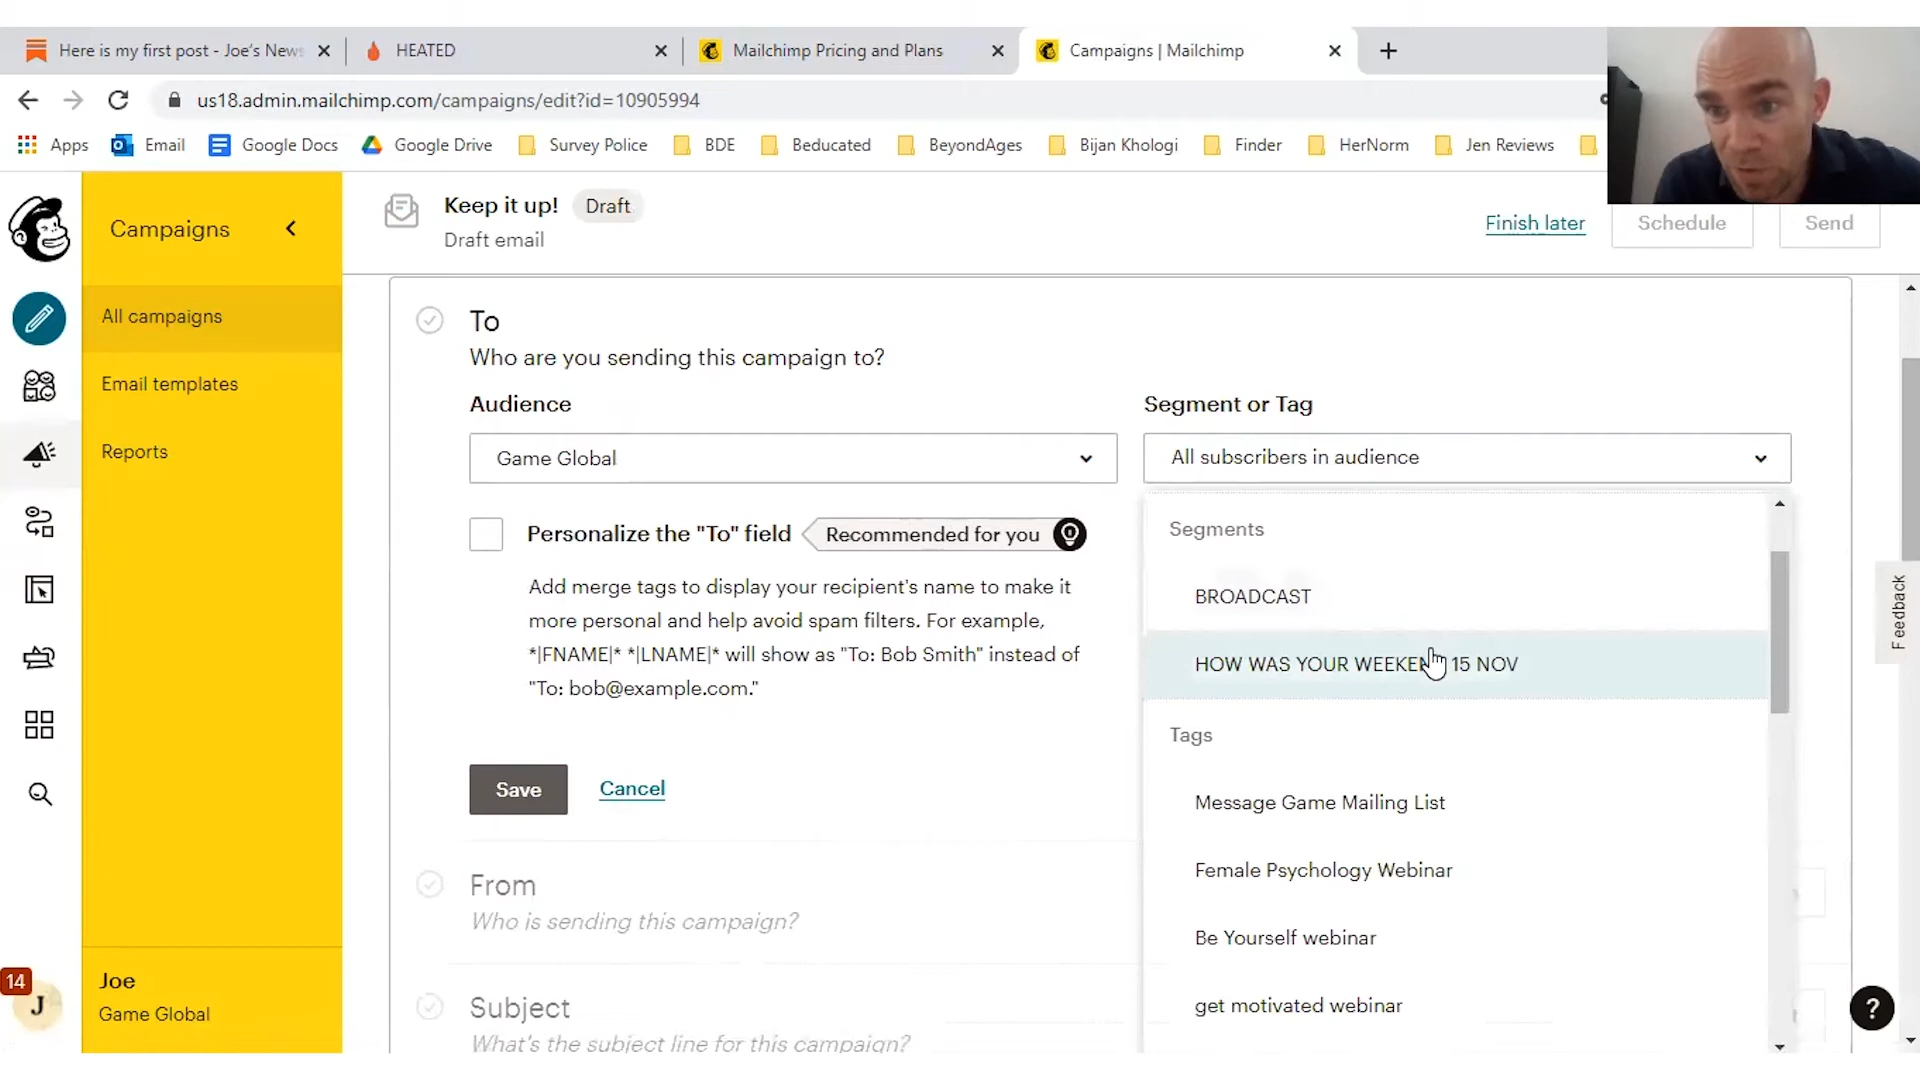 Here is my first post - Joe's News
HEATED
Mailchimp Pricing and Plans
Campaigns | Mailchimp
us18.admin.mailchimp.com/campaigns/edit?id=10905994
Apps
Email
Google Docs
Google Drive
Survey Police
BDE
Beducated
BeyondAges
Bijan Khologi
Finder
HerNorm
Jen Reviews
Campaigns
All campaigns
Email templates
Reports
Joe
Game Global
14
J
Keep it up!
Draft
Draft email
Finish later
Schedule
Send
To
Who are you sending this campaign to?
Audience
Game Global
Segment or Tag
All subscribers in audience
Personalize the "To" field
Recommended for you
Add merge tags to display your recipient's name to make it
more personal and help avoid spam filters. For example,
*|FNAME|* *|LNAME|* will show as "To: Bob Smith" instead of
"To: bob@example.com."
Save
Cancel
Segments
BROADCAST
HOW WAS YOUR WEEKEN 15 NOV
Tags
Message Game Mailing List
Female Psychology Webinar
Be Yourself webinar
get motivated webinar
From
Who is sending this campaign?
Subject
What's the subject line for this campaign?
Feedback
?